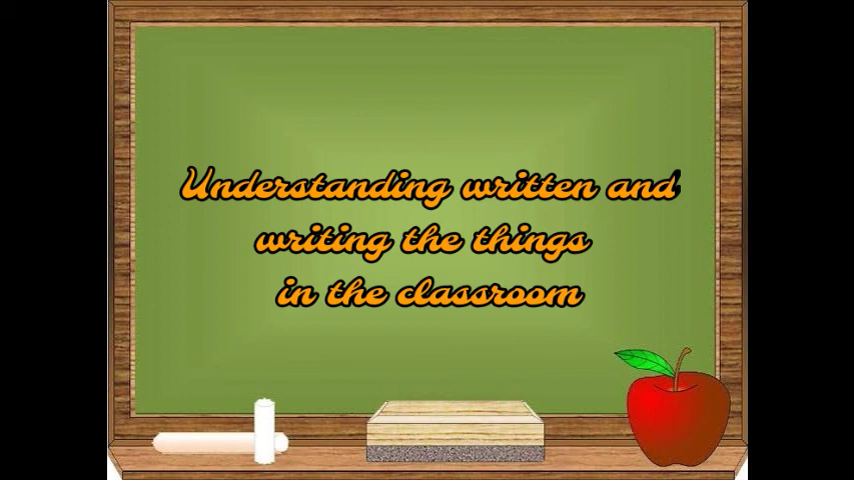 Understanding written and
writing the things
in the classroom